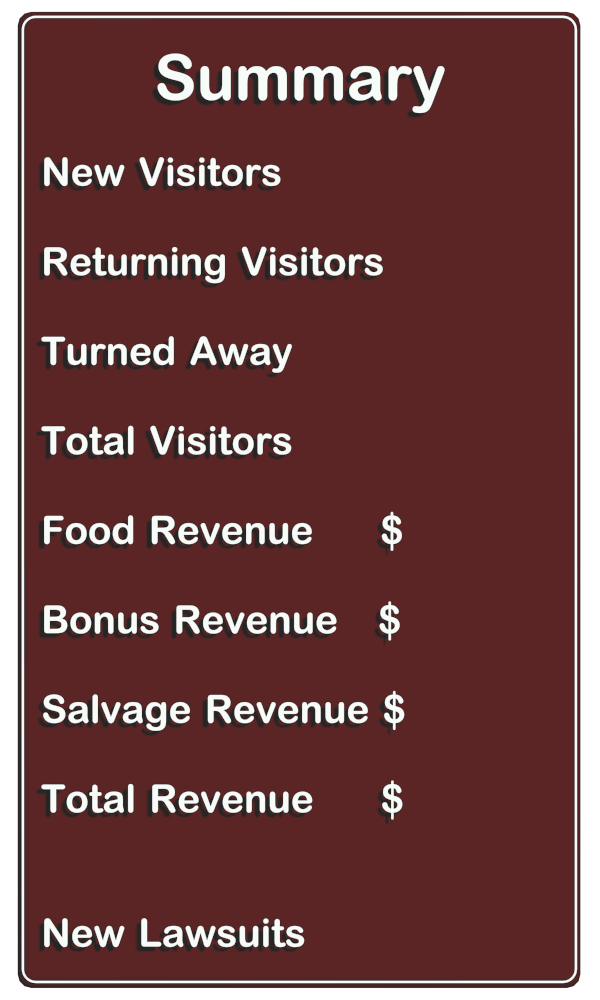 Summary
New Visitors
Returning Visitors
Turned Away
Total Visitors
Food Revenue $
Bonus Revenue $
Salvage Revenue $
Total Revenue $
New Lawsuits